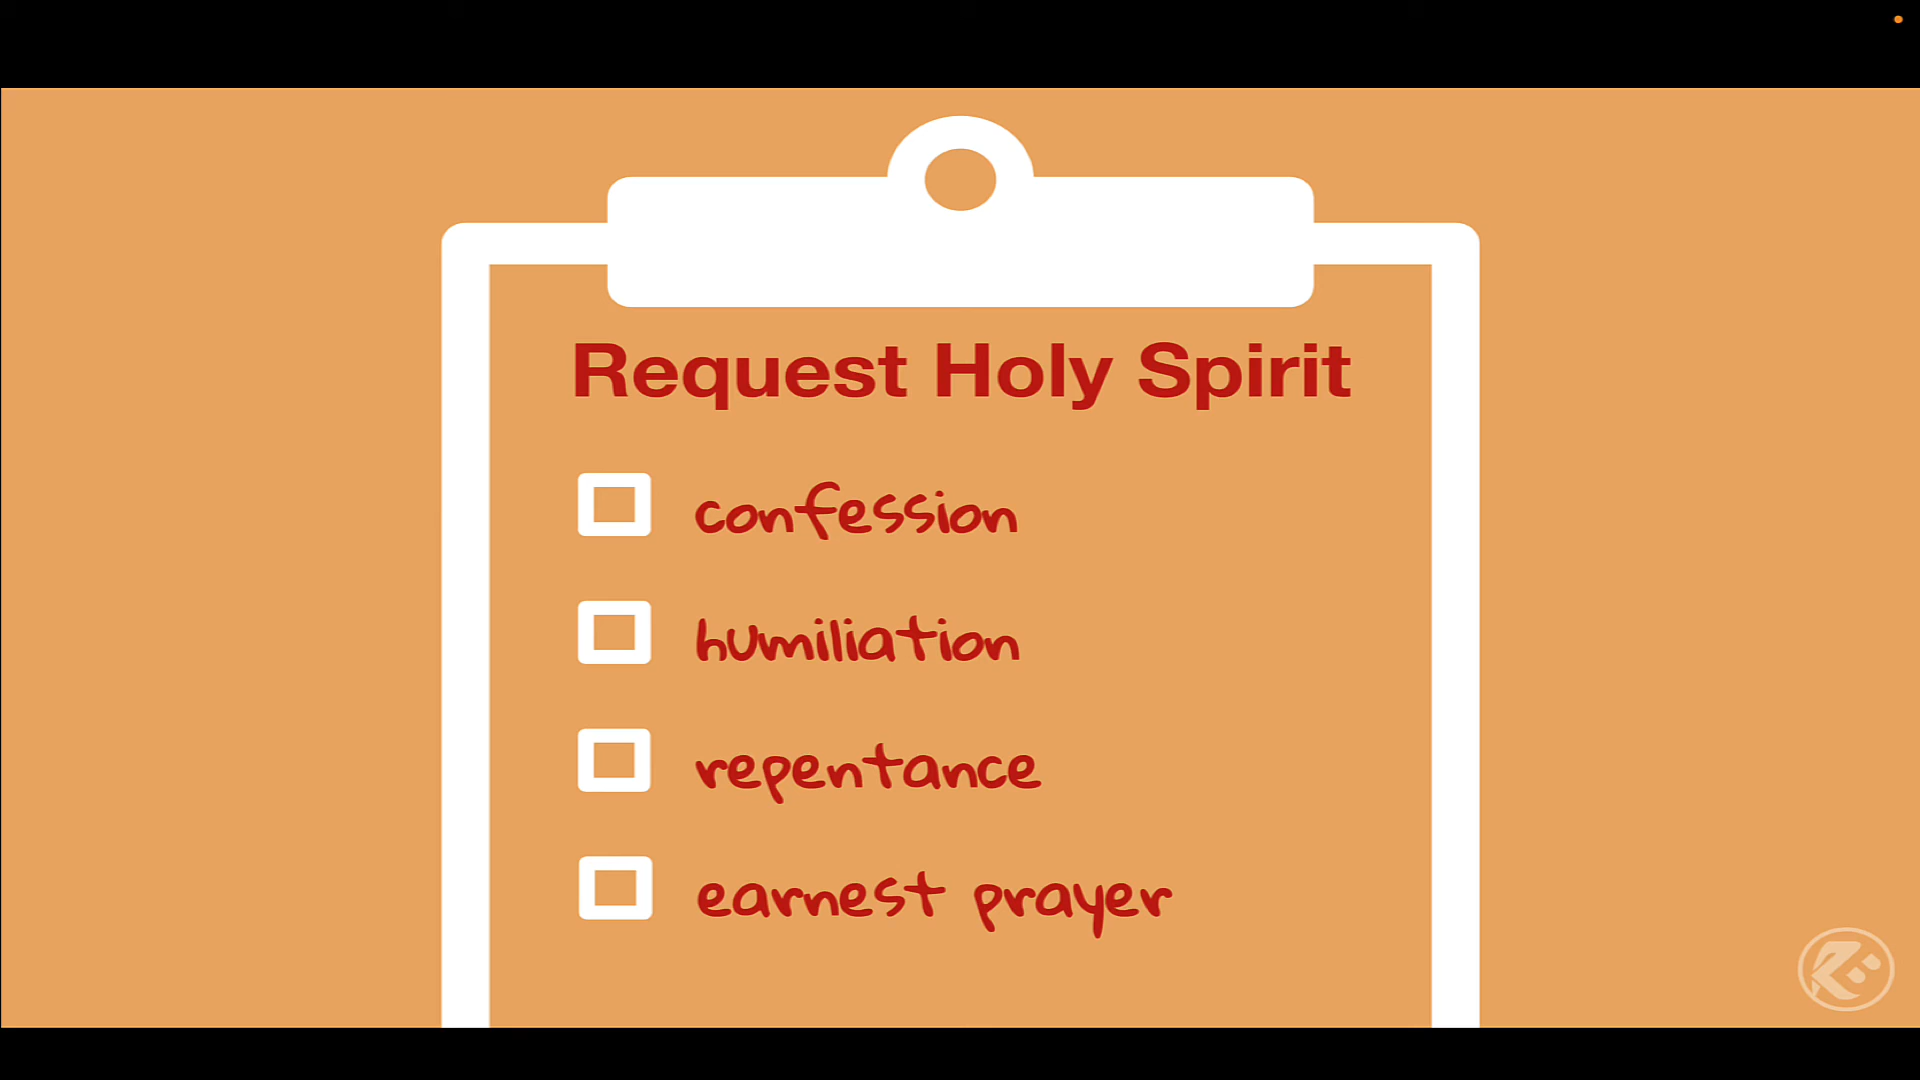 Request Holy Spirit
confession
humiliation
repentance
earnest prayer